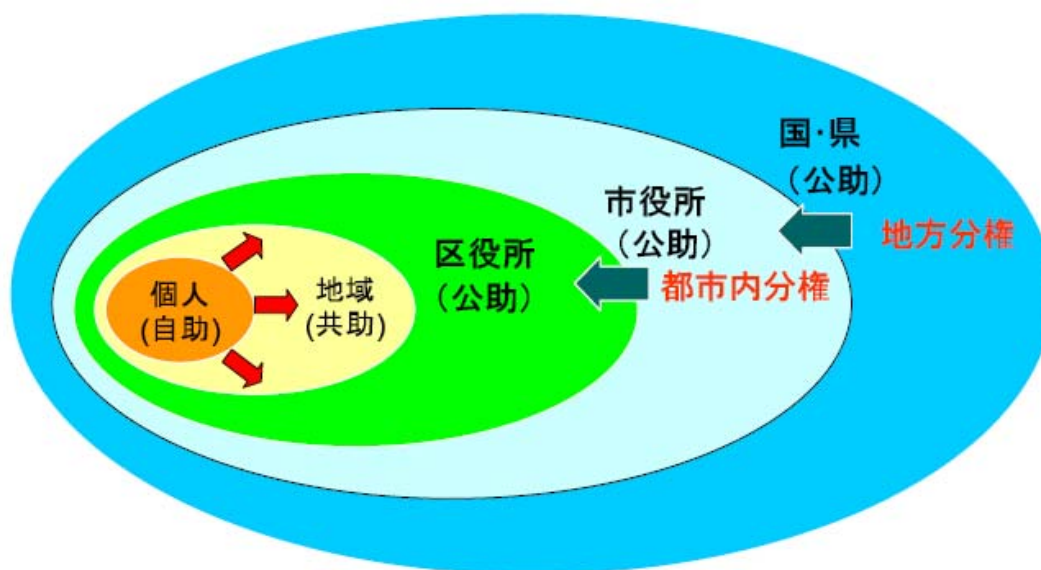 国・県
（公助）
地方分権
市役所
（公助）
都市内分権
区役所
（公助）
地域
(共助)
個人
(自助)